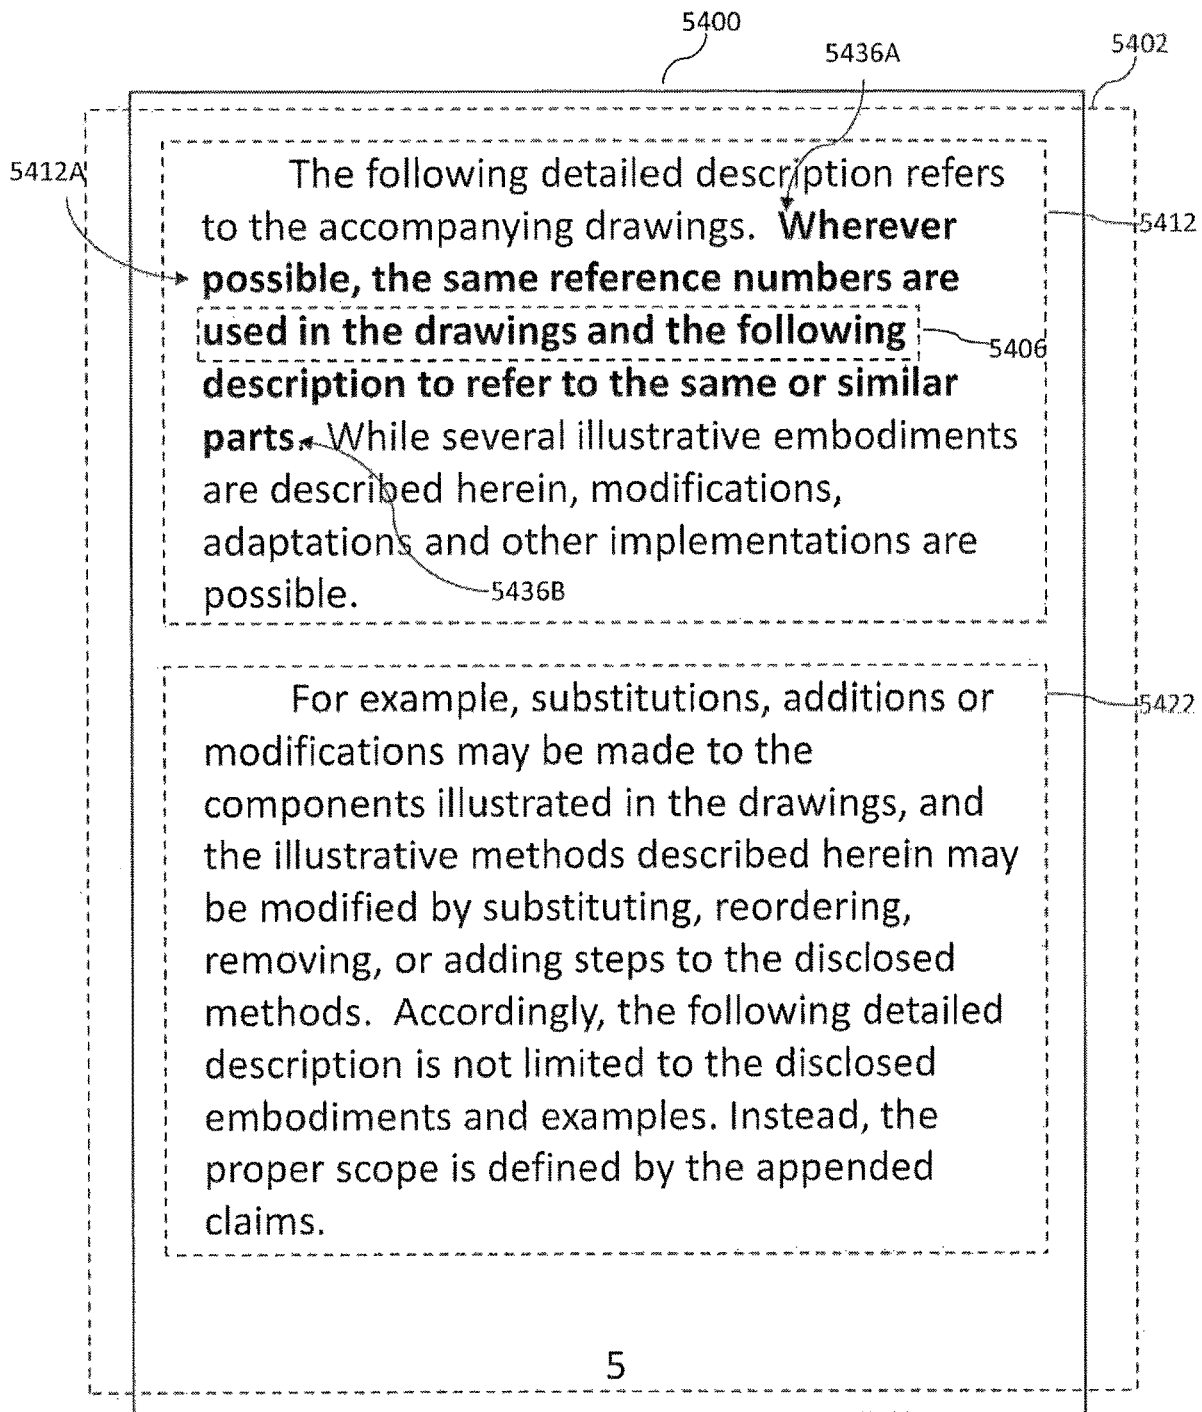 5400
5436A
5402
5412A
The following detailed description refers
to the accompanying drawings. Wherever
5412
possible, the same reference numbers are
used in the drawings and the following
5406
description to refer to the same or similar
parts. While several illustrative embodiments
are described herein, modifications,
adaptations and other implementations are
possible.
5436B
For example, substitutions, additions or
5422
modifications may be made to the
components illustrated in the drawings, and
the illustrative methods described herein may
be modified by substituting, reordering,
removing, or adding steps to the disclosed
methods. Accordingly, the following detailed
description is not limited to the disclosed
embodiments and examples. Instead, the
proper scope is defined by the appended
claims.
5